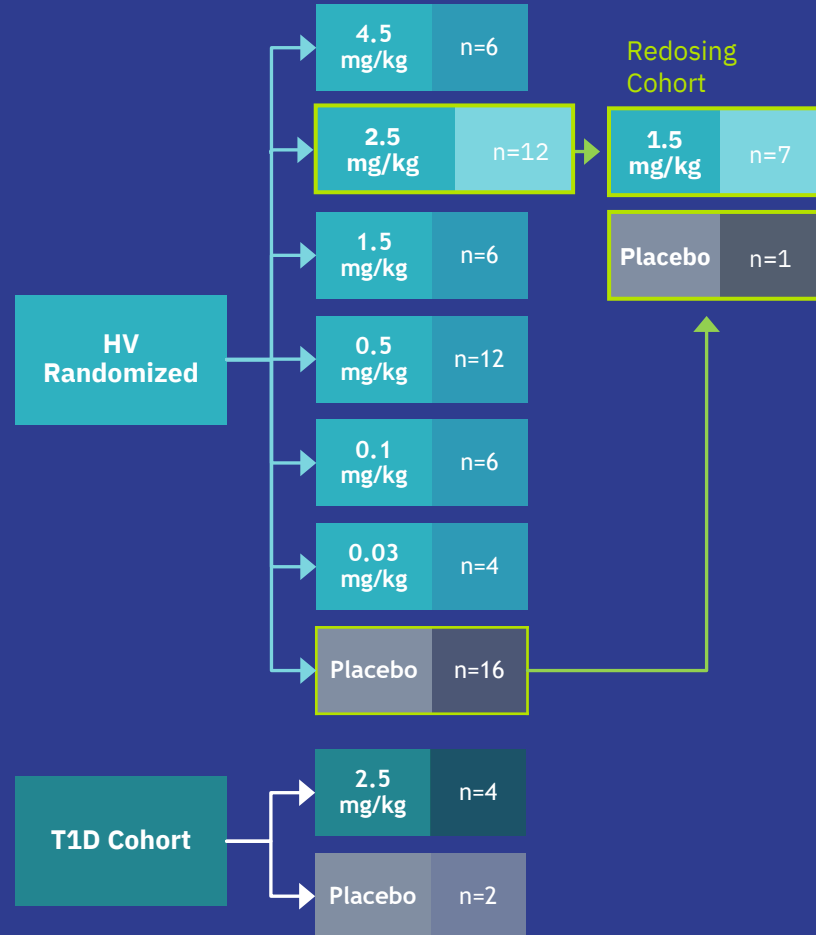 4.5
mg/kg
n=6
Redosing
Cohort
2.5
mg/kg
n=12
1.5
mg/kg
n=7
Placebo
n=1
1.5
mg/kg
n=6
HV
Randomized
0.5
mg/kg
n=12
0.1
mg/kg
n=6
0.03
mg/kg
n=4
Placebo
n=16
T1D Cohort
2.5
mg/kg
n=4
Placebo
n=2